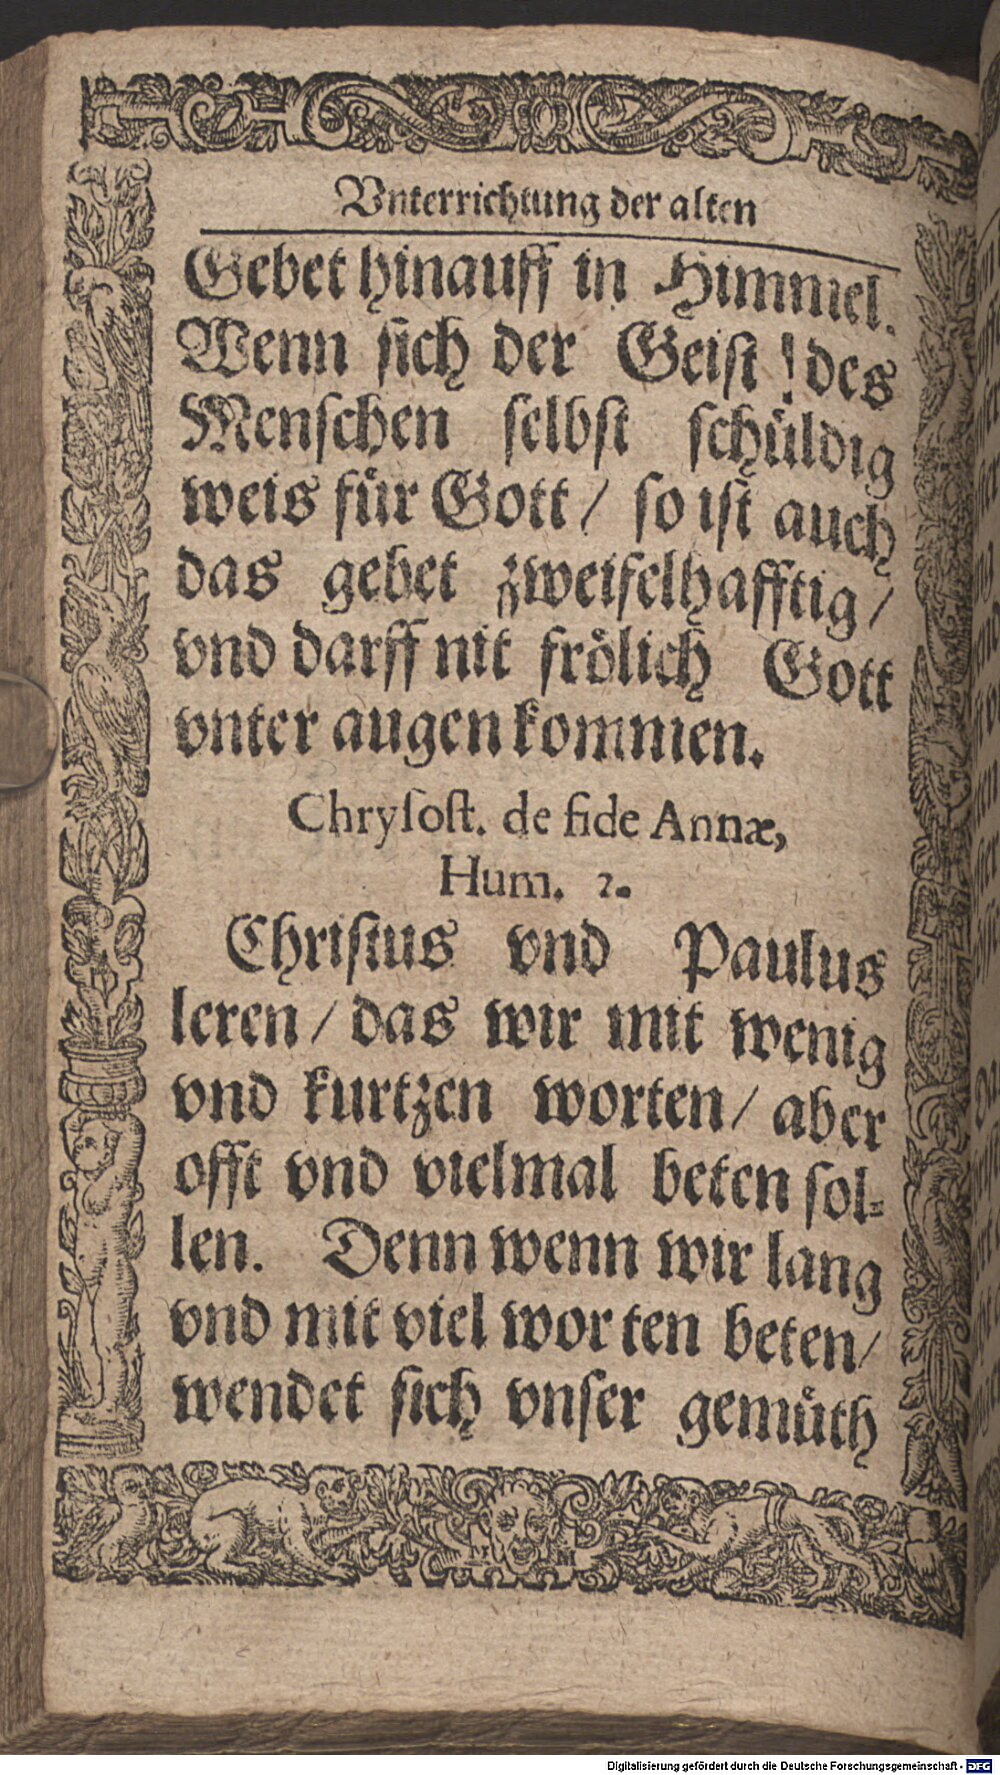 Vnterrichtung der alten
Gebet hinauff in Himmel.
Wenn sich der Geist ! des
Menschen selbst schüldig
weis für Gott / so ist auch
das gebet zweifelhafftig /
vnd darff nit frölich Gott
vnter augen kommen.
Chrysost. de fide Annæ,
Hum. 2.
Christus vnd Paulus
leren / das wir mit wenig
vnd kurtzen worten / aber
offt vnd vielmal beten sol-
len. Denn wenn wir lang
vnd mit viel worten beten /
wendet sich vnser gemüth
Digitalisierung gefördert durch die Deutsche Forschungsgemeinschaft - DFG